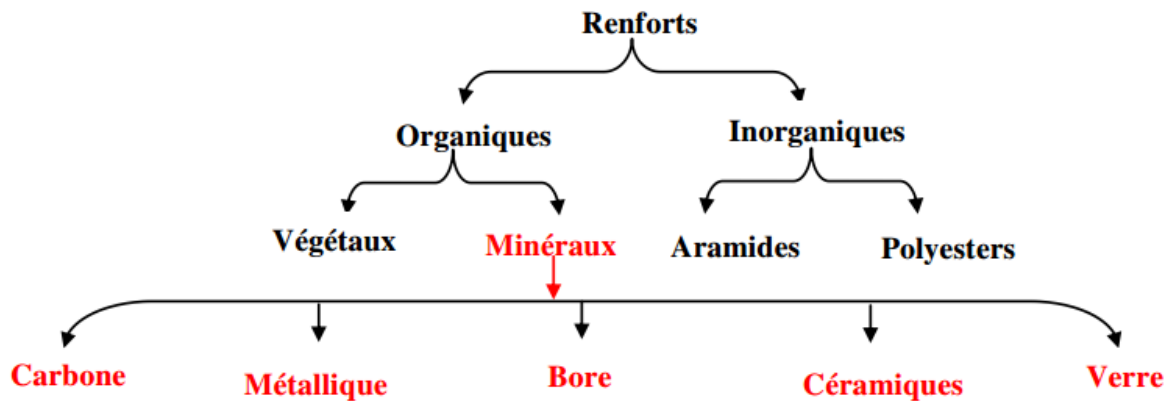 Renforts
Organiques
Inorganiques
Végétaux
Minéraux
Aramides
Polyesters
Carbone
Métallique
Bore
Céramiques
Verre